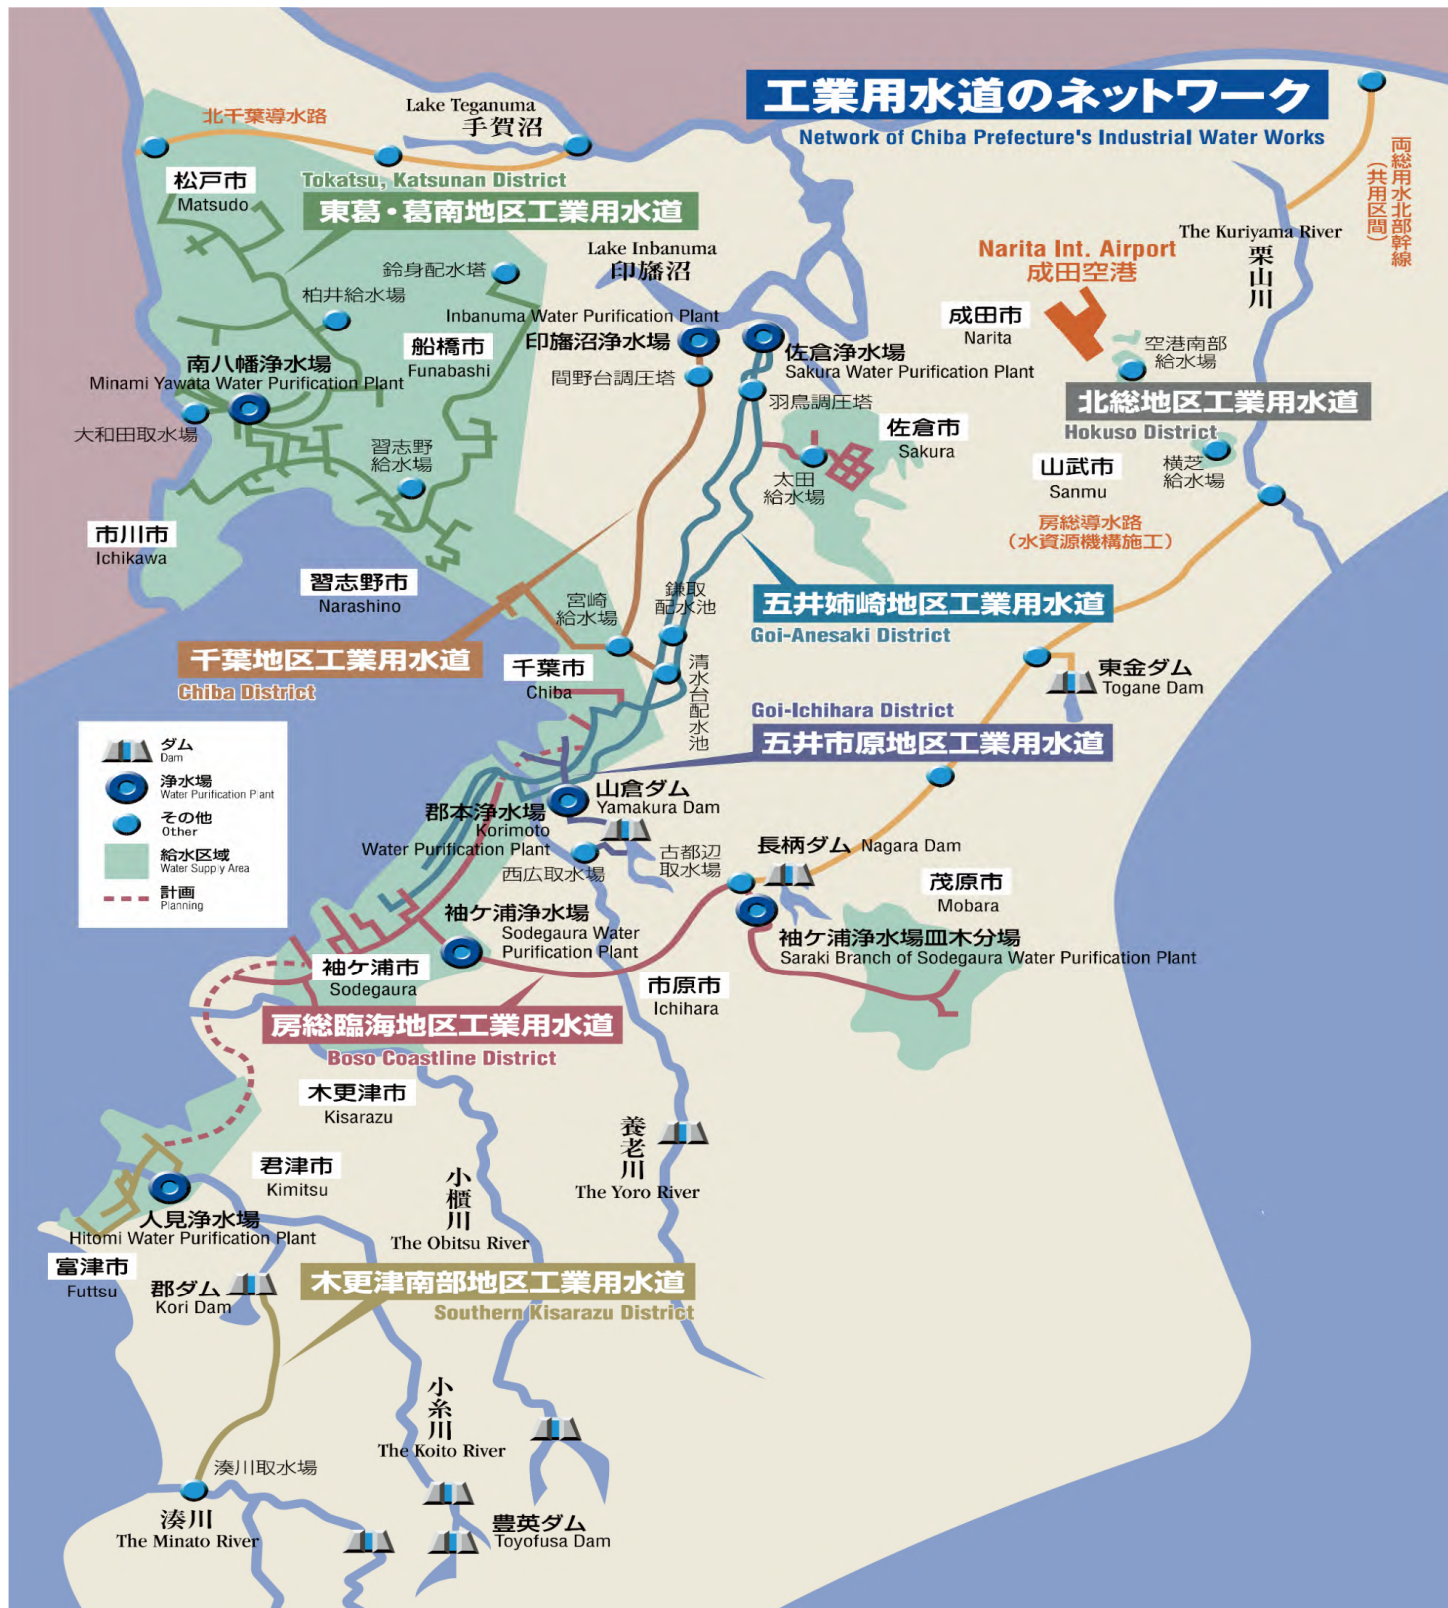 工業用水道のネットワーク
Network of Chiba Prefecture's Industrial Water Works
北千葉導水路
Lake Teganuma
手賀沼
両総用水北部幹線
（共用区間）
松戸市
Matsudo
Tokatsu, Katsunan District
東葛・葛南地区工業用水道
The Kuriyama River
栗山川
Narita Int. Airport
成田空港
Lake Inbanuma
印旛沼
鈴身配水塔
柏井給水場
Inbanuma Water Purification Plant
印旛沼浄水場
成田市
Narita
空港南部
給水場
船橋市
Funabashi
佐倉浄水場
Sakura Water Purification Plant
南八幡浄水場
Minami Yawata Water Purification Plant
間野台調圧塔
羽鳥調圧塔
北総地区工業用水道
Hokuso District
大和田取水場
習志野
給水場
佐倉市
Sakura
太田
給水場
山武市
Sanmu
横芝
給水場
市川市
Ichikawa
房総導水路
（水資源機構施工）
習志野市
Narashino
宮崎
給水場
鎌取
配水池
五井姉崎地区工業用水道
Goi-Anesaki District
千葉地区工業用水道
Chiba District
千葉市
Chiba
清水台配水池
東金ダム
Togane Dam
Goi-Ichihara District
五井市原地区工業用水道
ダム
Dam
浄水場
Water Purification Plant
その他
Other
給水区域
Water Supply Area
計画
Planning
山倉ダム
Yamakura Dam
郡本浄水場
Korimoto
Water Purification Plant
西広取水場
古都辺
取水場
長柄ダム Nagara Dam
茂原市
Mobara
袖ケ浦浄水場
Sodegaura Water
Purification Plant
袖ケ浦浄水場皿木分場
Saraki Branch of Sodegaura Water Purification Plant
袖ケ浦市
Sodegaura
市原市
Ichihara
房総臨海地区工業用水道
Boso Coastline District
木更津市
Kisarazu
養老川
The Yoro River
君津市
Kimitsu
小櫃川
The Obitsu River
人見浄水場
Hitomi Water Purification Plant
富津市
Futtsu
郡ダム
Kori Dam
木更津南部地区工業用水道
Southern Kisarazu District
小糸川
The Koito River
湊川取水場
湊川
The Minato River
豊英ダム
Toyofusa Dam